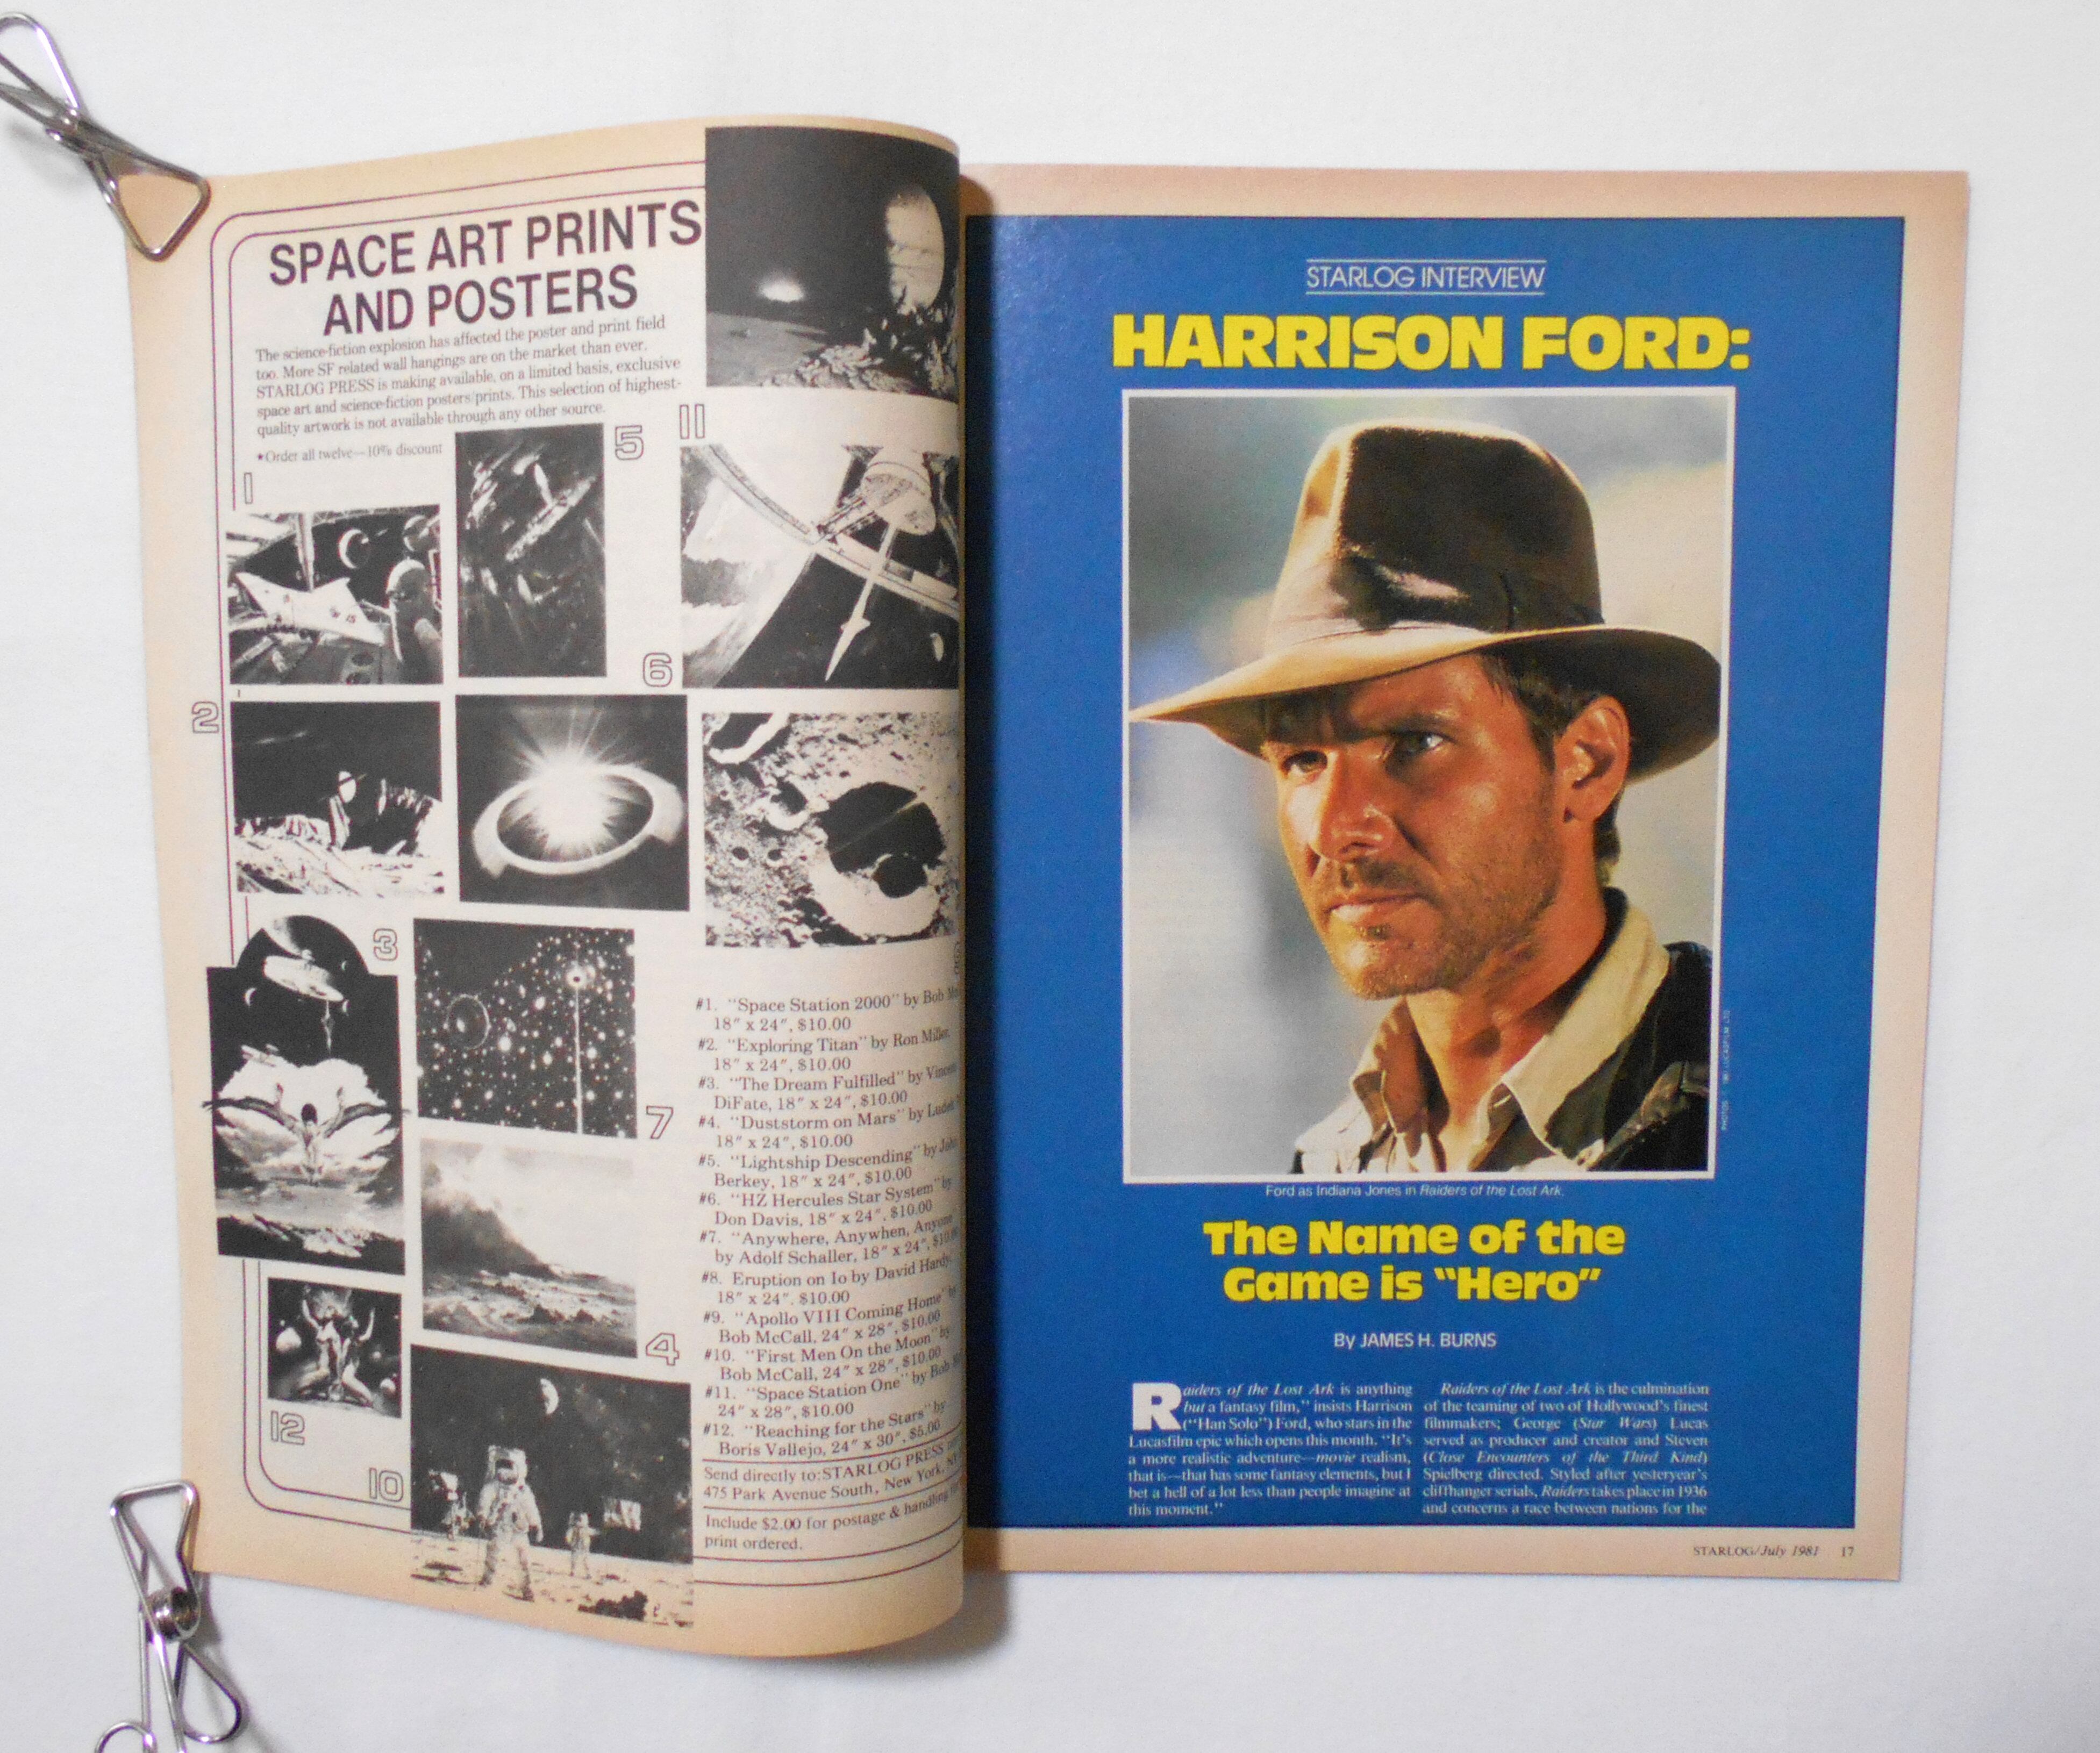 SPACE ART PRINTS
AND POSTERS
The science-fiction explosion has affected the poster and print field
too. More SF related wall hangings are on the market than ever.
STARLOG PRESS is making available, on a limited basis, exclusive
space art and science-fiction posters/prints. This selection of highest-
quality artwork is not available through any other source.
★Order all twelve—10% discount
1
5
11
6
2
3
7
4
12
10
#1. "Space Station 2000" by Bob
18" x 24", $10.00
#2. "Exploring Titan" by Ron Miller,
18" x 24", $10.00
#3. "The Dream Fulfilled" by
DiFate, 18" x 24", $10.00
#4. "Duststorm on Mars" by
18" x 24", $10.00
#5. "Lightship Descending" by
Berkey, 18" x 24", $10.00
#6. "HZ Hercules Star System" by
Don Davis, 18" x 24", $10.00
#7. "Anywhere, Anywhen,
by Adolf Schaller, 18" x 24",
#8. Eruption on Io by David Hardy,
18" x 24". $10.00
#9. "Apollo VIII Coming Home" by
Bob McCall, 24" x 28", $10.00
#10. "First Men On the Moon" by
Bob McCall, 24" x 28", $10.00
#11. "Space Station One" by Bob
24" x 28", $10.00
#12. "Reaching for the Stars" by
Boris Vallejo, 24" x 30", $5.00
Send directly to: STARLOG PRESS
475 Park Avenue South, New York,
Include $2.00 for postage & handling
print ordered.
STARLOG INTERVIEW
HARRISON FORD:
Ford as Indiana Jones in Raiders of the Lost Ark.
The Name of the
Game is "Hero"
By JAMES H. BURNS
Raiders of the Lost Ark is anything
but a fantasy film," insists Harrison
("Han Solo") Ford, who stars in the
Lucasfilm epic which opens this month. "It's
a more realistic adventure—movie realism,
that is—that has some fantasy elements, but I
bet a hell of a lot less than people imagine at
this moment."
Raiders of the Lost Ark is the culmination
of the teaming of two of Hollywood's finest
filmmakers; George (Star Wars) Lucas
served as producer and creator and Steven
(Close Encounters of the Third Kind)
Spielberg directed. Styled after yesteryear's
cliffhanger serials, Raiders takes place in 1936
and concerns a race between nations for the
STARLOG/July 1981 17